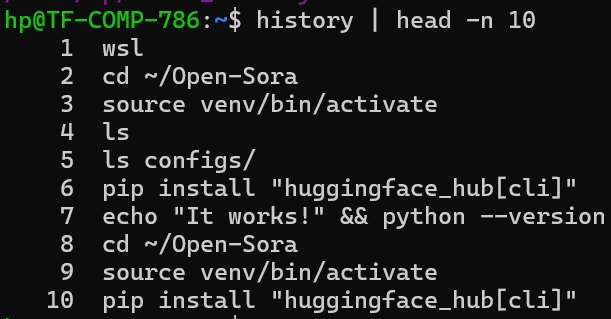 hp@TF-COMP-786:~$ history | head -n 10
1 wsl
2 cd ~/Open-Sora
3 source venv/bin/activate
4 ls
5 ls configs/
6 pip install "huggingface_hub[cli]"
7 echo "It works!" && python --version
8 cd ~/Open-Sora
9 source venv/bin/activate
10 pip install "huggingface_hub[cli]"